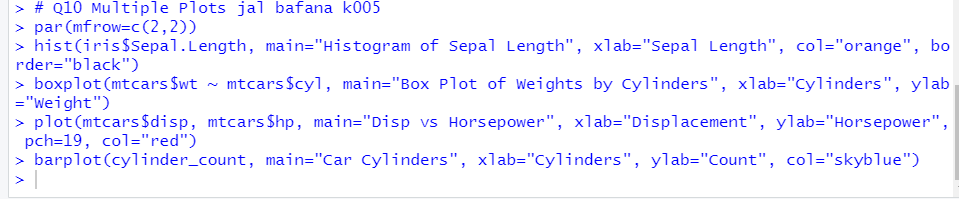 > # Q10 Multiple Plots jal bafana k005
> par(mfrow=c(2,2))
> hist(iris$Sepal.Length, main="Histogram of Sepal Length", xlab="Sepal Length", col="orange", bo
rder="black")
> boxplot(mtcars$wt ~ mtcars$cyl, main="Box Plot of Weights by Cylinders", xlab="Cylinders", ylab
="Weight")
> plot(mtcars$disp, mtcars$hp, main="Disp vs Horsepower", xlab="Displacement", ylab="Horsepower",
 pch=19, col="red")
> barplot(cylinder_count, main="Car Cylinders", xlab="Cylinders", ylab="Count", col="skyblue")
>